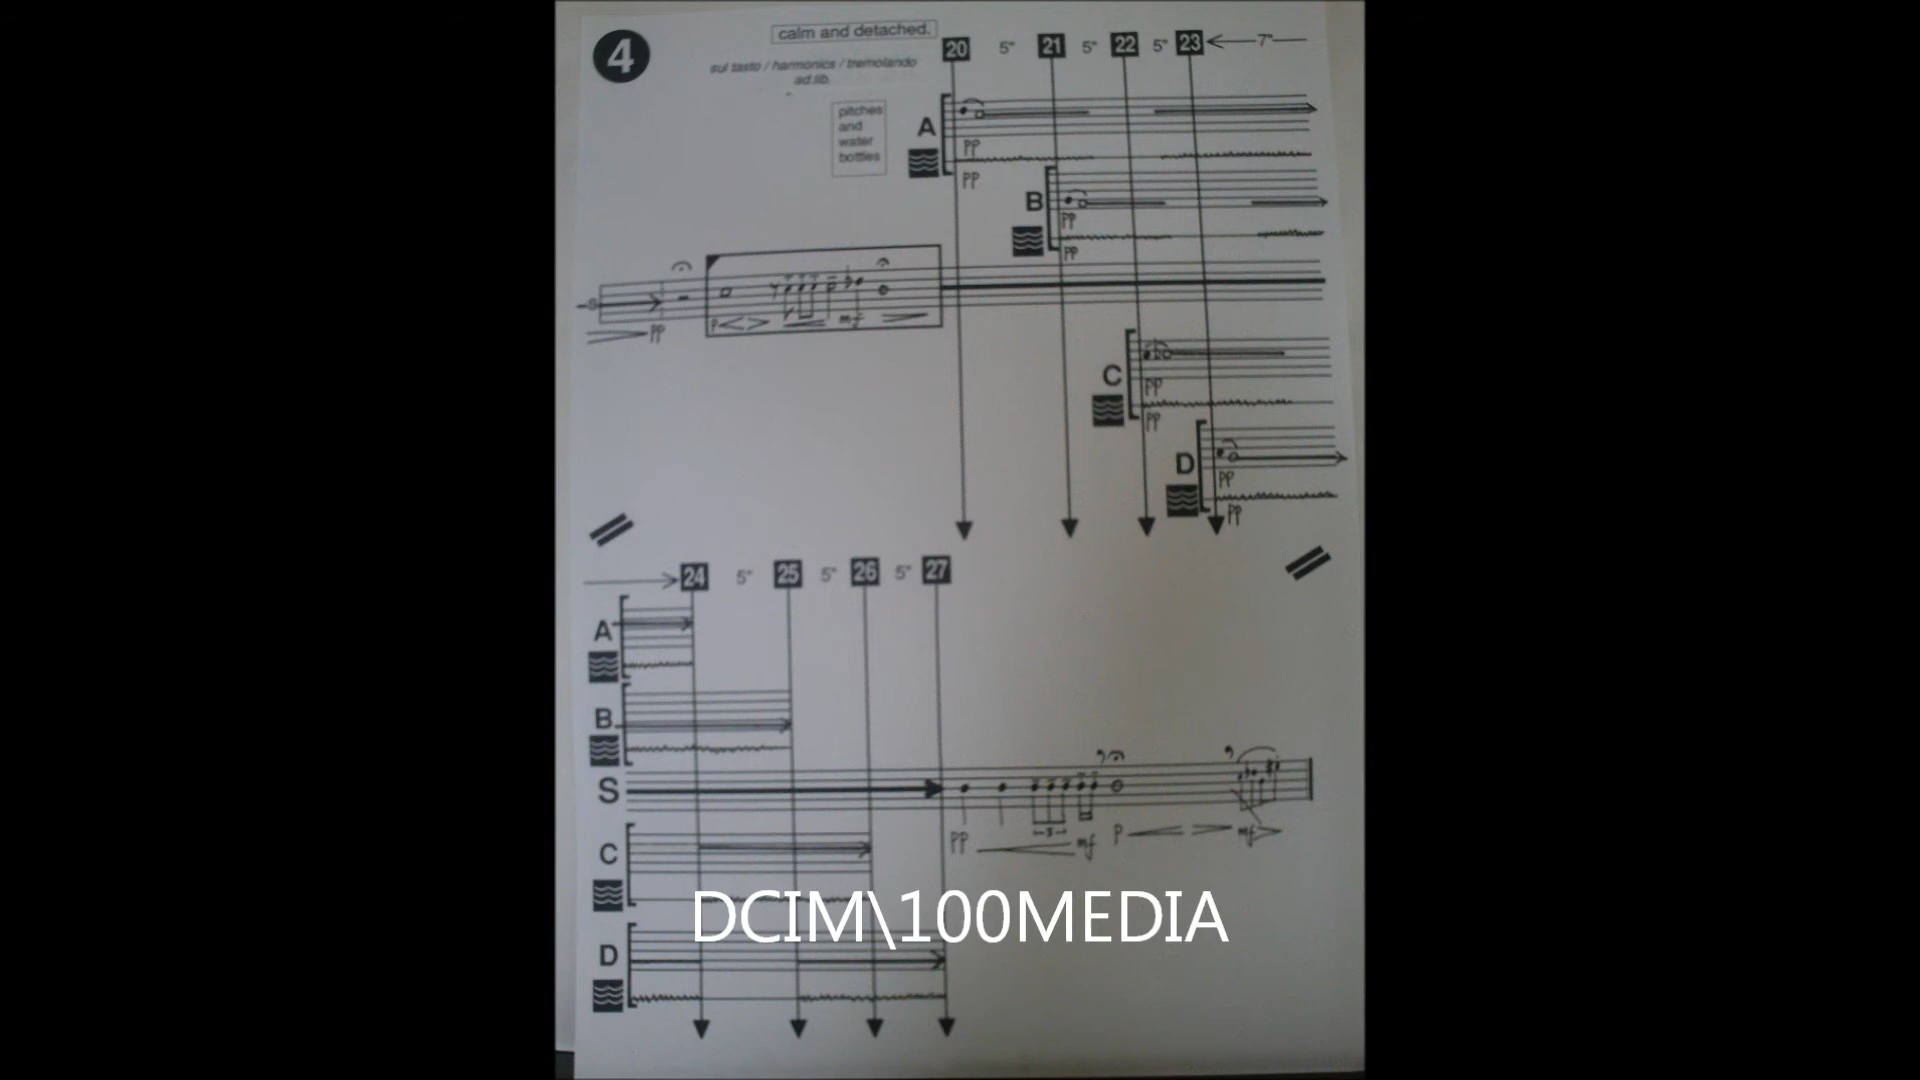 4
calm and detached.
sul tasto / harmonics / tremolando
ad lib.
20 5" 21 5" 22 5" 23 7"
pitches
and
water
bottles
A
PP
PP
B
PP
PP
S
PP
P mf
C
PP
PP
D
PP
PP
24 5" 25 5" 26 5" 27
A
B
S
3
PP mf P mf
C
D
DCIM\100MEDIA